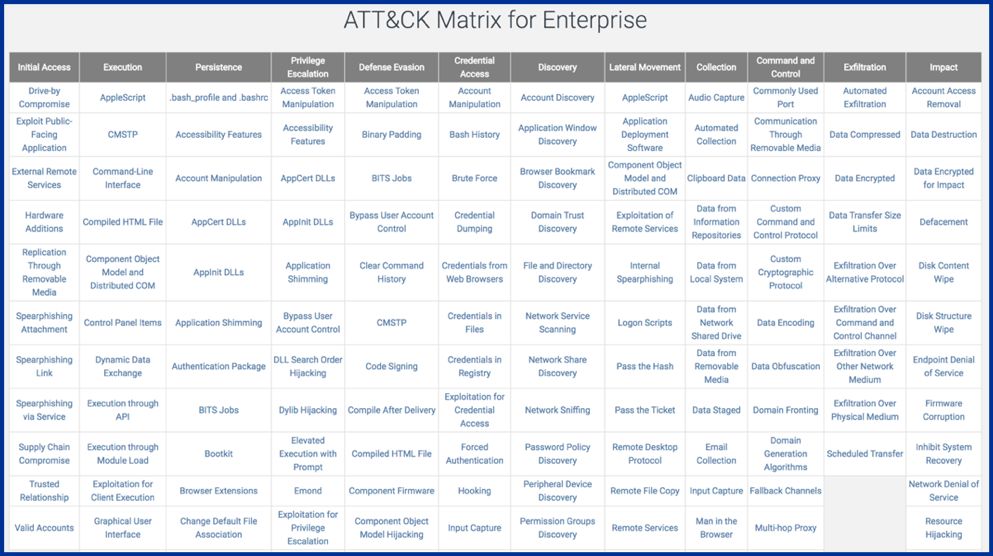 ATT&CK Matrix for Enterprise
Initial Access Execution Persistence Privilege Escalation Defense Evasion Credential Access Discovery Lateral Movement Collection Command and Control Exfiltration Impact
Drive-by Compromise AppleScript .bash_profile and .bashrc Access Token Manipulation Access Token Manipulation Account Manipulation Account Discovery AppleScript Audio Capture Commonly Used Port Automated Exfiltration Account Access Removal
Exploit Public-Facing Application CMSTP Accessibility Features Accessibility Features Binary Padding Bash History Application Window Discovery Application Deployment Software Automated Collection Communication Through Removable Media Data Compressed Data Destruction
External Remote Services Command-Line Interface Account Manipulation AppCert DLLs BITS Jobs Brute Force Browser Bookmark Discovery Component Object Model and Distributed COM Clipboard Data Connection Proxy Data Encrypted Data Encrypted for Impact
Hardware Additions Compiled HTML File AppCert DLLs AppInit DLLs Bypass User Account Control Credential Dumping Domain Trust Discovery Exploitation of Remote Services Data from Information Repositories Custom Command and Control Protocol Data Transfer Size Limits Defacement
Replication Through Removable Media Component Object Model and Distributed COM AppInit DLLs Application Shimming Clear Command History Credentials from Web Browsers File and Directory Discovery Internal Spearphishing Data from Local System Custom Cryptographic Protocol Exfiltration Over Alternative Protocol Disk Content Wipe
Spearphishing Attachment Control Panel Items Application Shimming Bypass User Account Control CMSTP Credentials in Files Network Service Scanning Logon Scripts Data from Network Shared Drive Data Encoding Exfiltration Over Command and Control Channel Disk Structure Wipe
Spearphishing Link Dynamic Data Exchange Authentication Package DLL Search Order Hijacking Code Signing Credentials in Registry Network Share Discovery Pass the Hash Data from Removable Media Data Obfuscation Exfiltration Over Other Network Medium Endpoint Denial of Service
Spearphishing via Service Execution through API BITS Jobs Dylib Hijacking Compile After Delivery Exploitation for Credential Access Network Sniffing Pass the Ticket Data Staged Domain Fronting Exfiltration Over Physical Medium Firmware Corruption
Supply Chain Compromise Execution through Module Load Bootkit Elevated Execution with Prompt Compiled HTML File Forced Authentication Password Policy Discovery Remote Desktop Protocol Email Collection Domain Generation Algorithms Scheduled Transfer Inhibit System Recovery
Trusted Relationship Exploitation for Client Execution Browser Extensions Emond Component Firmware Hooking Peripheral Device Discovery Remote File Copy Input Capture Fallback Channels Network Denial of Service
Valid Accounts Graphical User Interface Change Default File Association Exploitation for Privilege Escalation Component Object Model Hijacking Input Capture Permission Groups Discovery Remote Services Man in the Browser Multi-hop Proxy Resource Hijacking